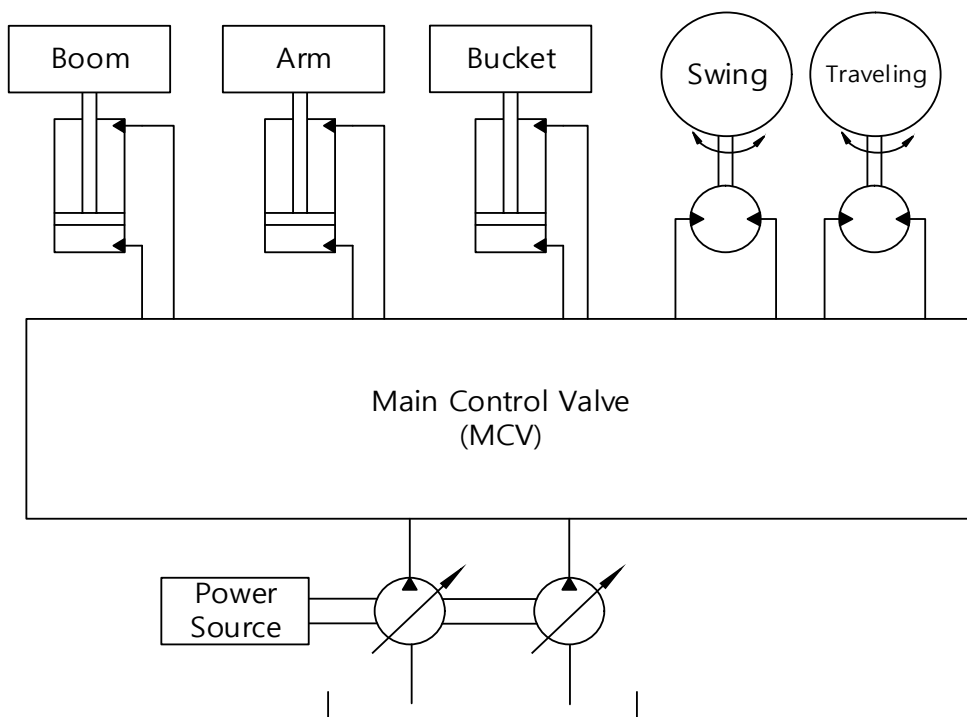 Boom
Arm
Bucket
Swing
Traveling
Main Control Valve
(MCV)
Power
Source